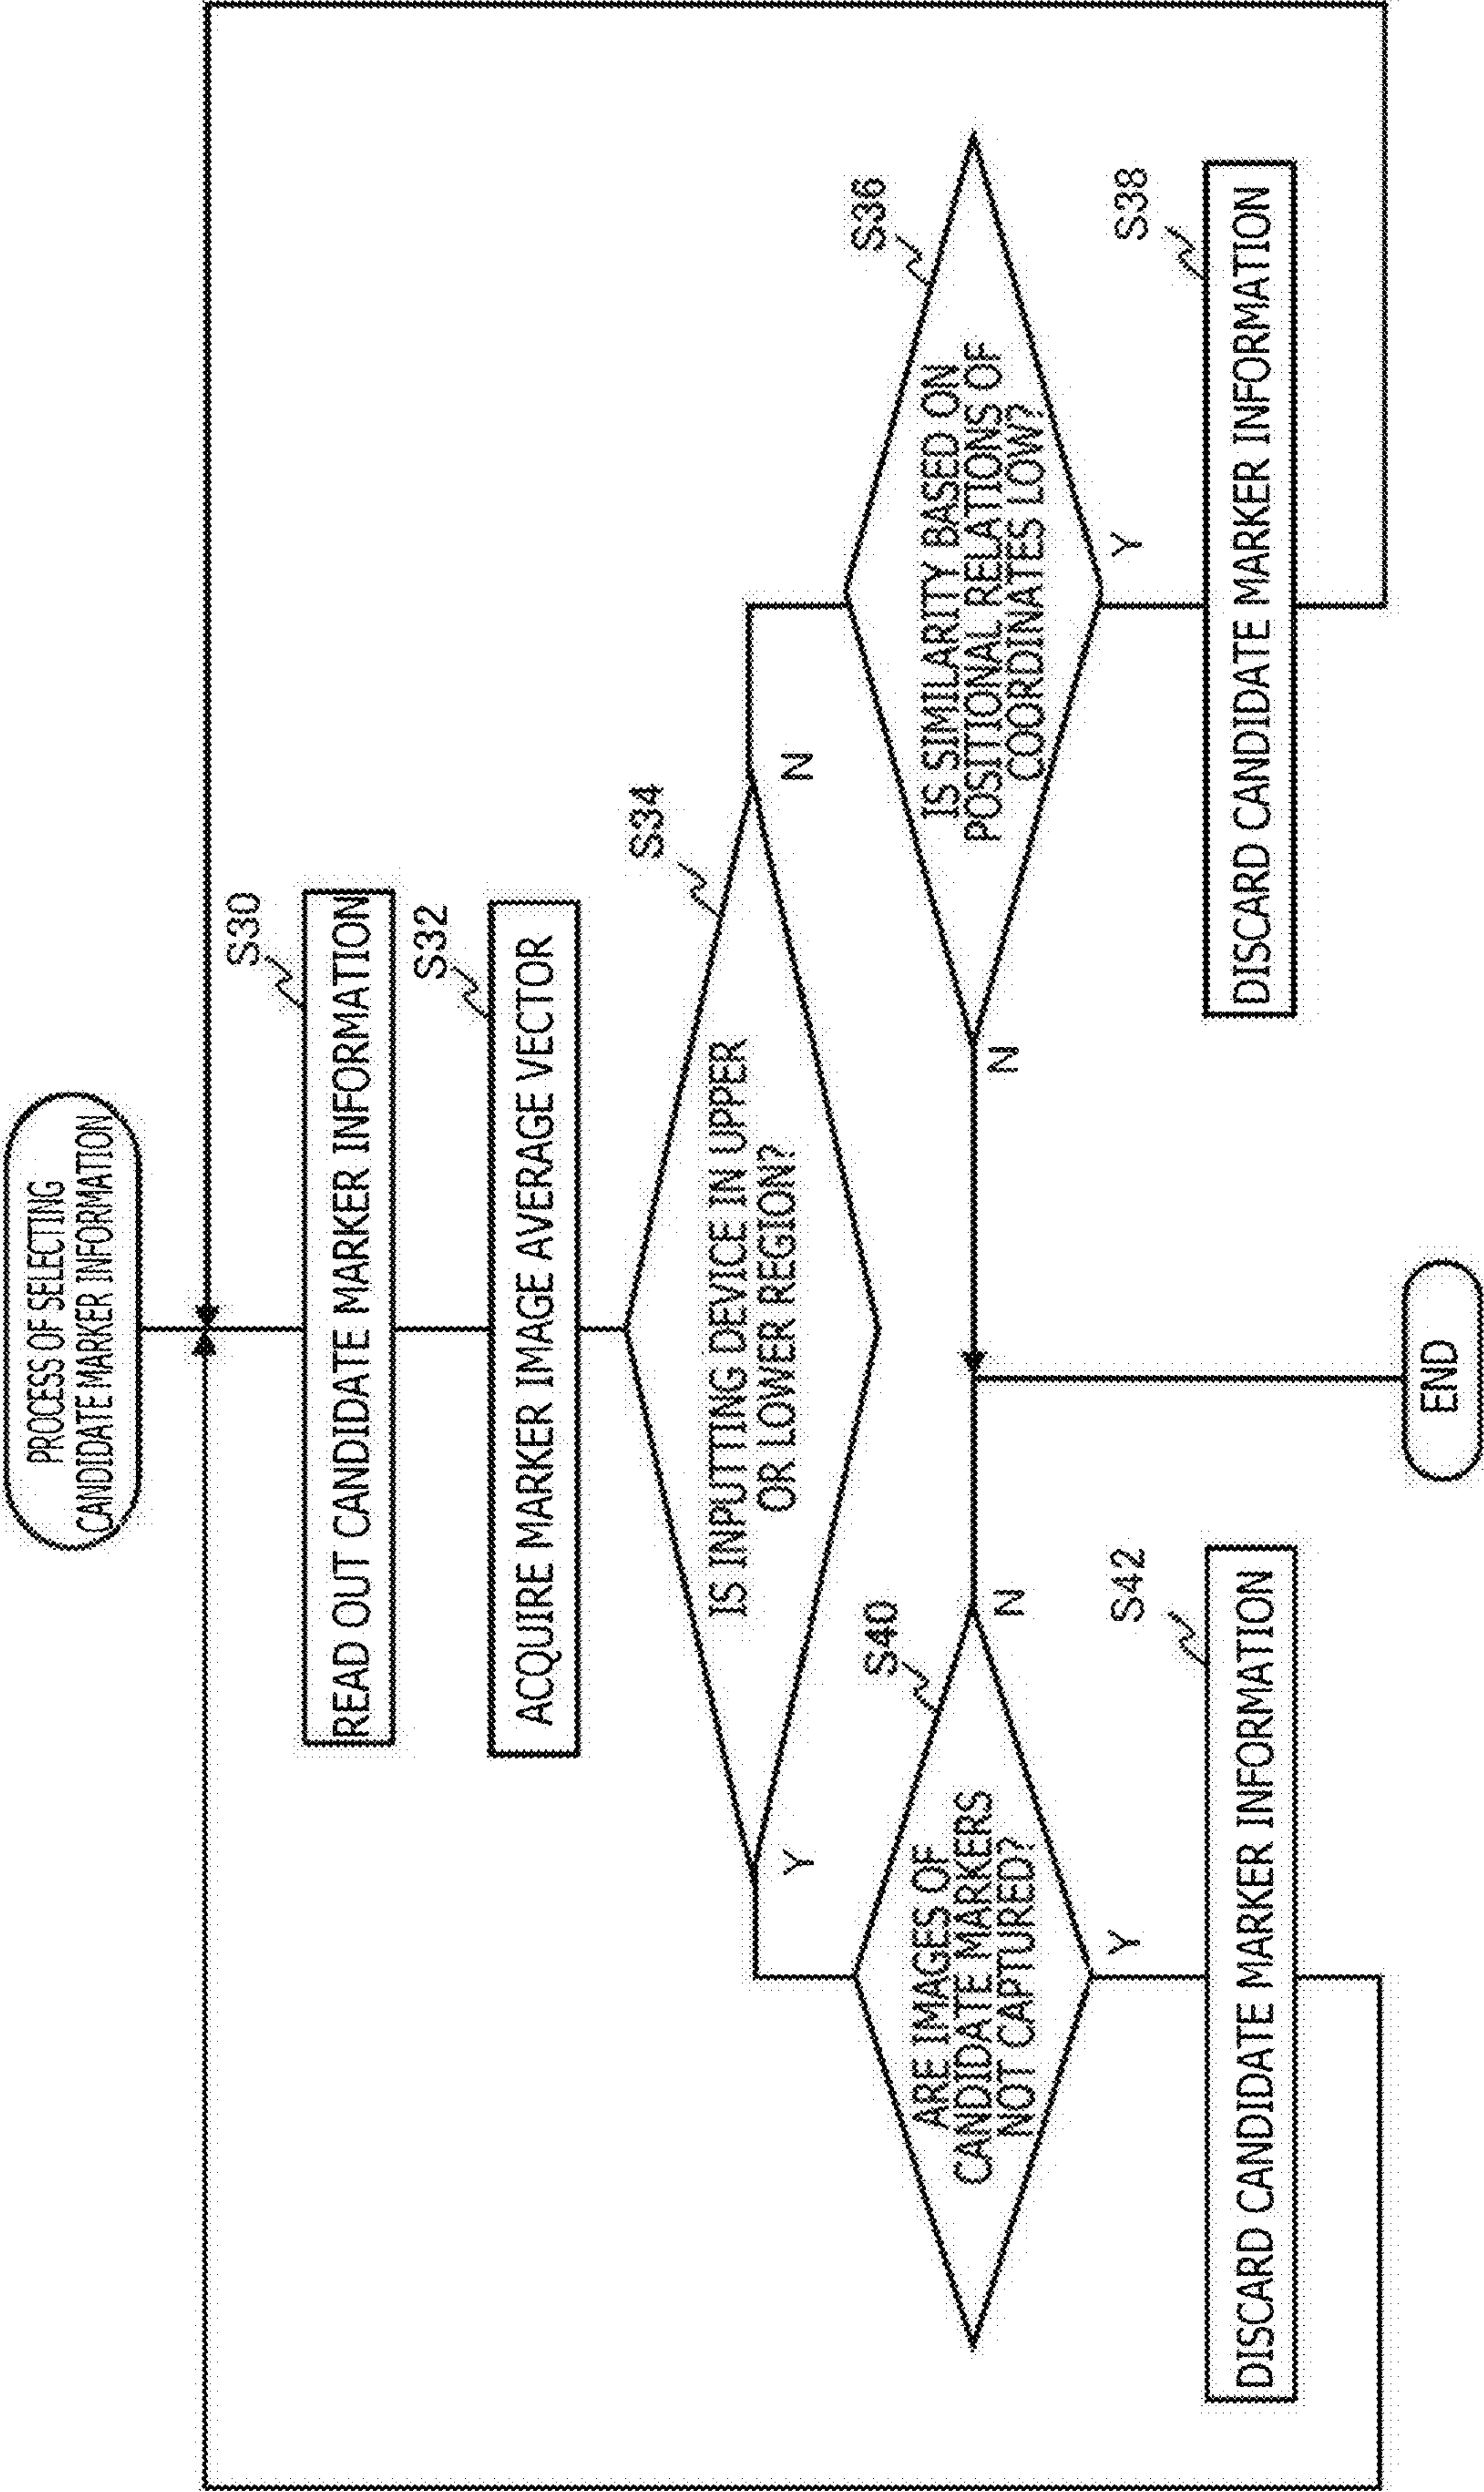 PROCESS OF SELECTING
CANDIDATE MARKER INFORMATION
S30
READ OUT CANDIDATE MARKER INFORMATION
S32
ACQUIRE MARKER IMAGE AVERAGE VECTOR
S34
IS INPUTTING DEVICE IN UPPER
OR LOWER REGION?
Y
N
S40
ARE IMAGES OF
CANDIDATE MARKERS
NOT CAPTURED?
N
Y
S36
IS SIMILARITY BASED ON
POSITIONAL RELATIONS OF
COORDINATES LOW?
N
Y
S42
DISCARD CANDIDATE MARKER INFORMATION
S38
DISCARD CANDIDATE MARKER INFORMATION
END